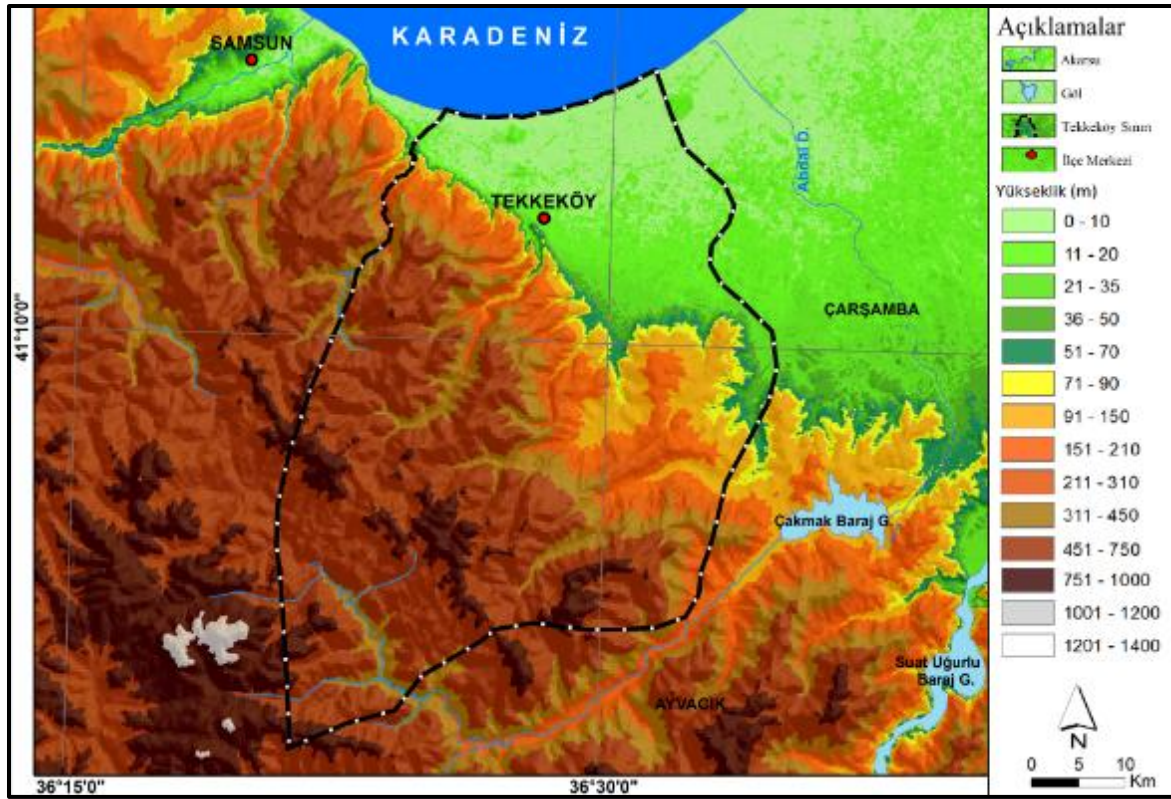 KARADENİZ
SAMSUN
TEKKEKÖY
Abdal D.
ÇARŞAMBA
Çakmak Baraj G.
Suat Uğurlu
Baraj G.
AYVACIK
41°10'0"
36°15'0"
36°30'0"
Açıklamalar
Akarsu
Göl
Tekkeköy Sınırı
İlçe Merkezi
Yükseklik (m)
0 - 10
11 - 20
21 - 35
36 - 50
51 - 70
71 - 90
91 - 150
151 - 210
211 - 310
311 - 450
451 - 750
751 - 1000
1001 - 1200
1201 - 1400
N
0 5 10
Km